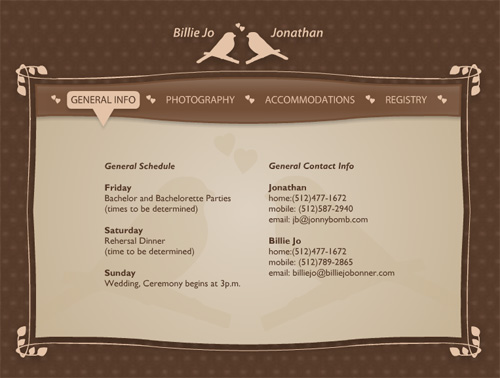 Billie Jo Jonathan
GENERAL INFO PHOTOGRAPHY ACCOMMODATIONS REGISTRY
General Schedule
Friday
Bachelor and Bachelorette Parties
(times to be determined)
Saturday
Rehersal Dinner
(time to be determined)
Sunday
Wedding, Ceremony begins at 3p.m.
General Contact Info
Jonathan
home:(512)477-1672
mobile: (512)587-2940
email: jb@jonnybomb.com
Billie Jo
home:(512)477-1672
mobile: (512)789-2865
email: billiejo@billiejobonner.com